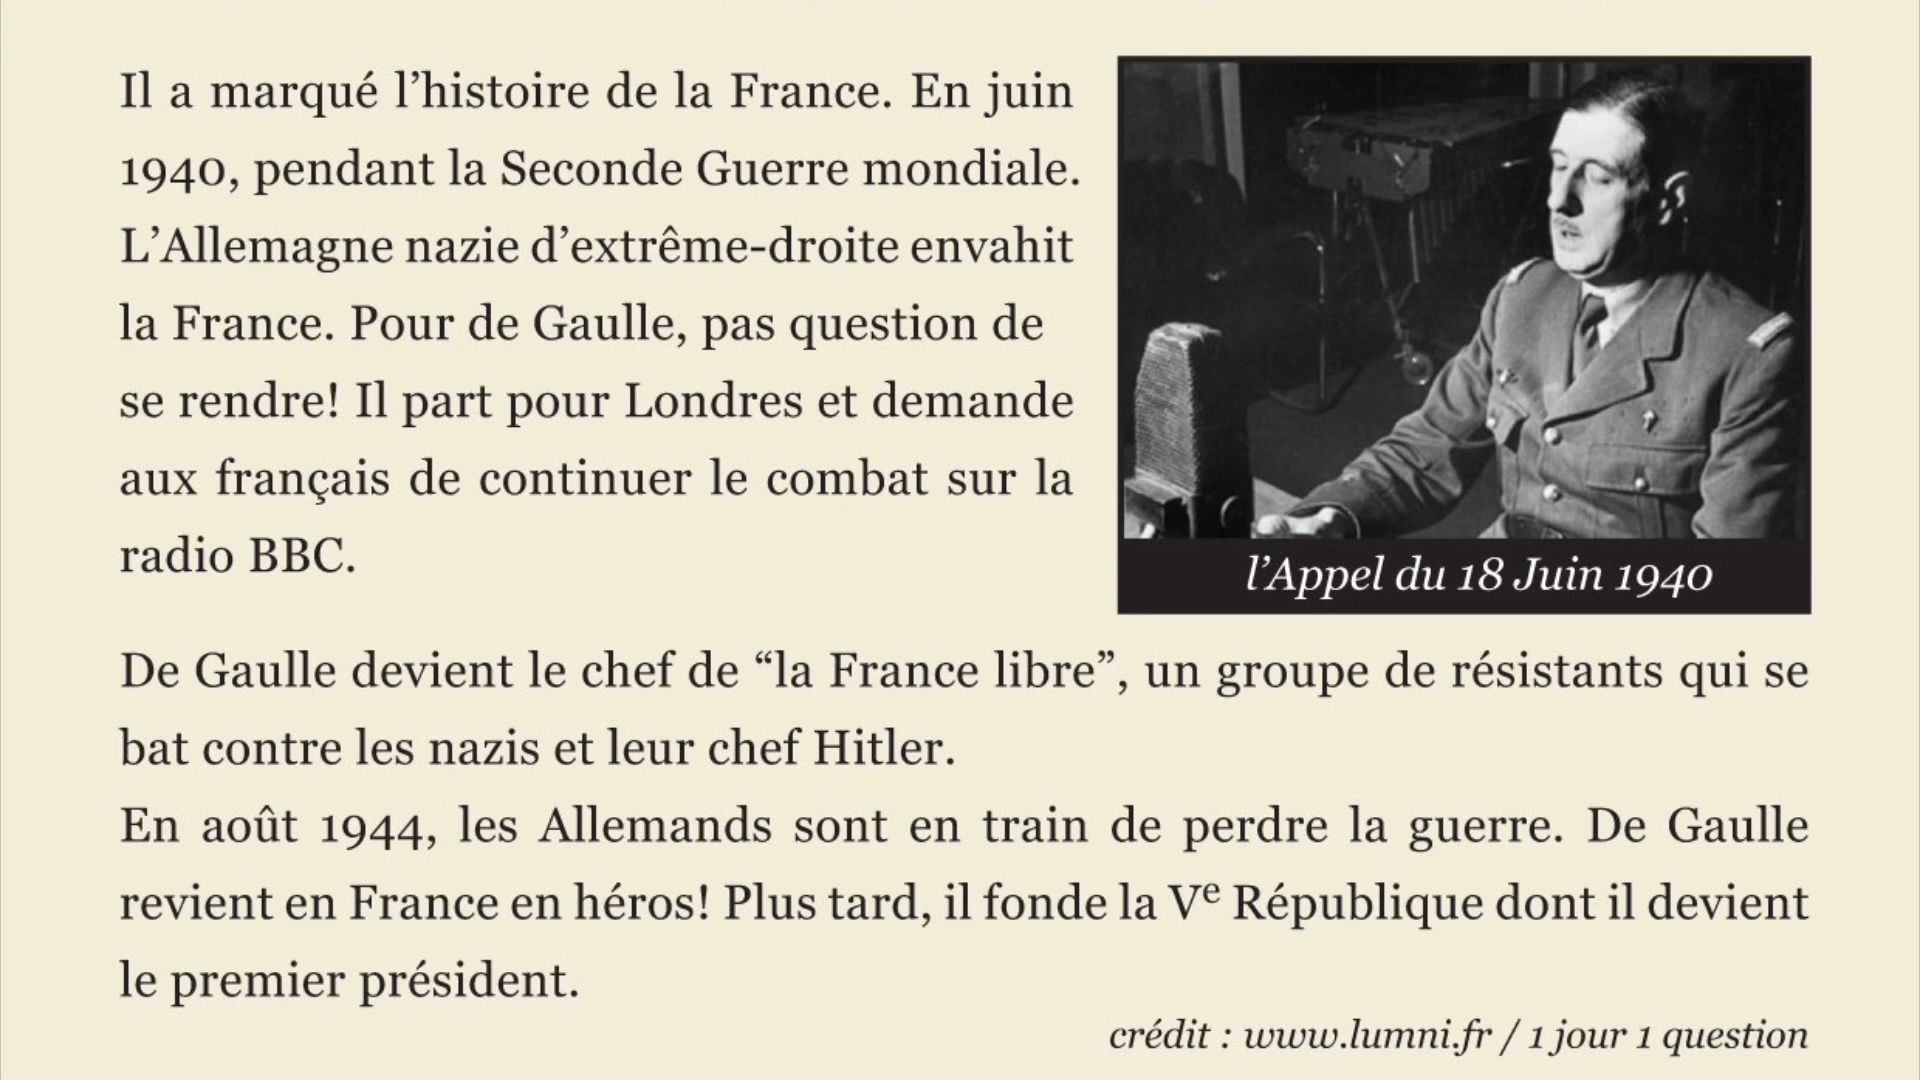 Il a marqué l’histoire de la France. En juin
1940, pendant la Seconde Guerre mondiale.
L’Allemagne nazie d’extrême-droite envahit
la France. Pour de Gaulle, pas question de
se rendre! Il part pour Londres et demande
aux français de continuer le combat sur la
radio BBC.
l’Appel du 18 Juin 1940
De Gaulle devient le chef de “la France libre”, un groupe de résistants qui se
bat contre les nazis et leur chef Hitler.
En août 1944, les Allemands sont en train de perdre la guerre. De Gaulle
revient en France en héros! Plus tard, il fonde la Vᵉ République dont il devient
le premier président.
crédit : www.lumni.fr / 1 jour 1 question